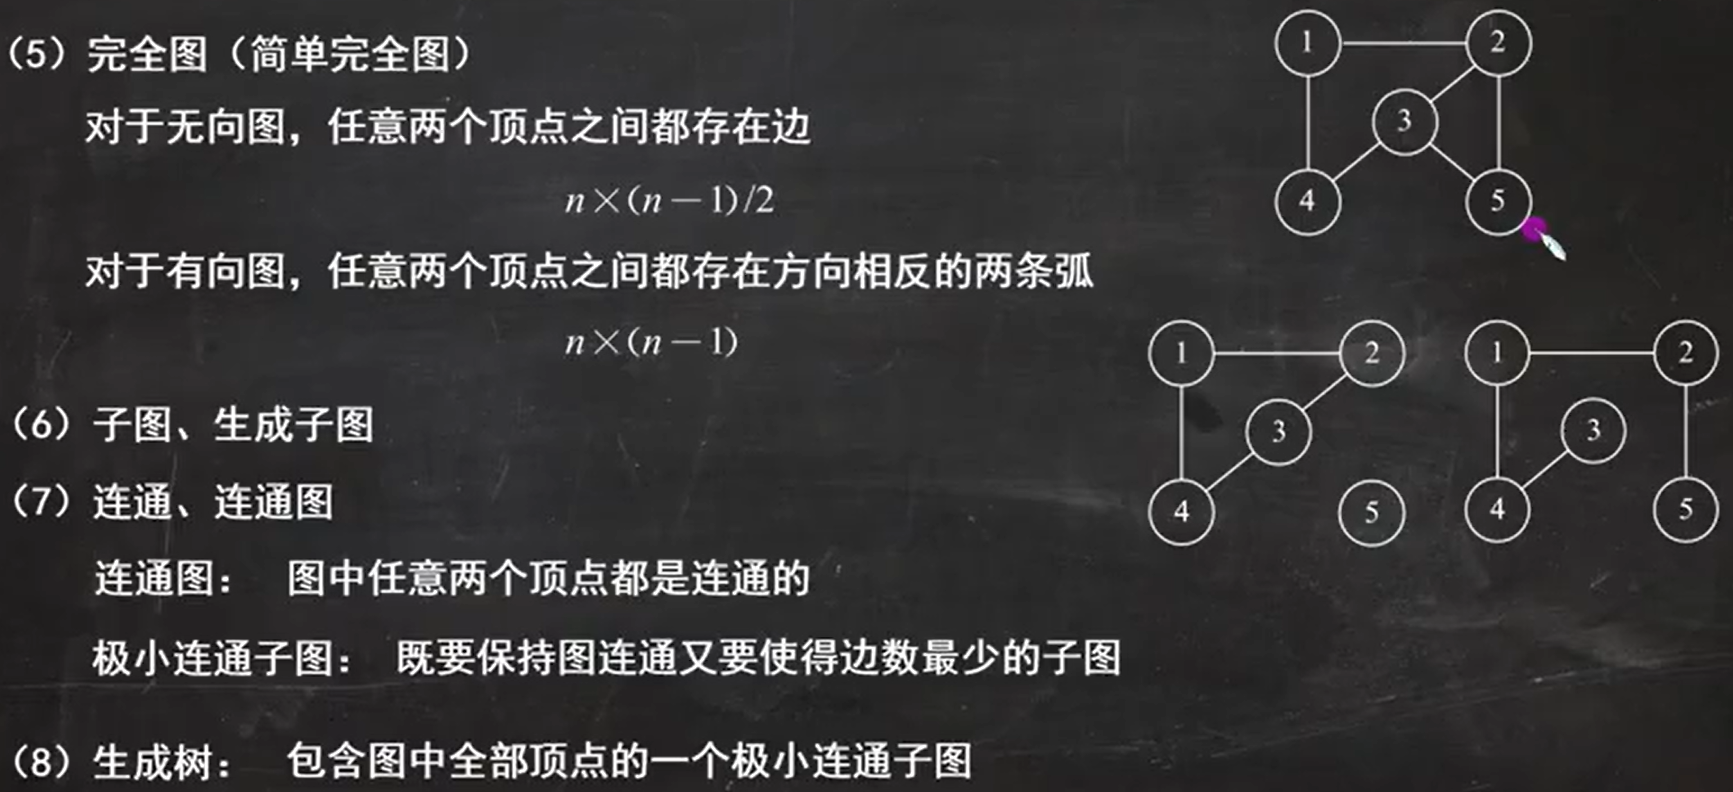 （5）完全图（简单完全图）
对于无向图，任意两个顶点之间都存在边
n×(n－1)/2
对于有向图，任意两个顶点之间都存在方向相反的两条弧
n×(n－1)
（6）子图、生成子图
（7）连通、连通图
连通图： 图中任意两个顶点都是连通的
极小连通子图： 既要保持图连通又要使得边数最少的子图
（8）生成树： 包含图中全部顶点的一个极小连通子图
1 2
3
4 5
1 2
3
4 5
1 2
3
4 5